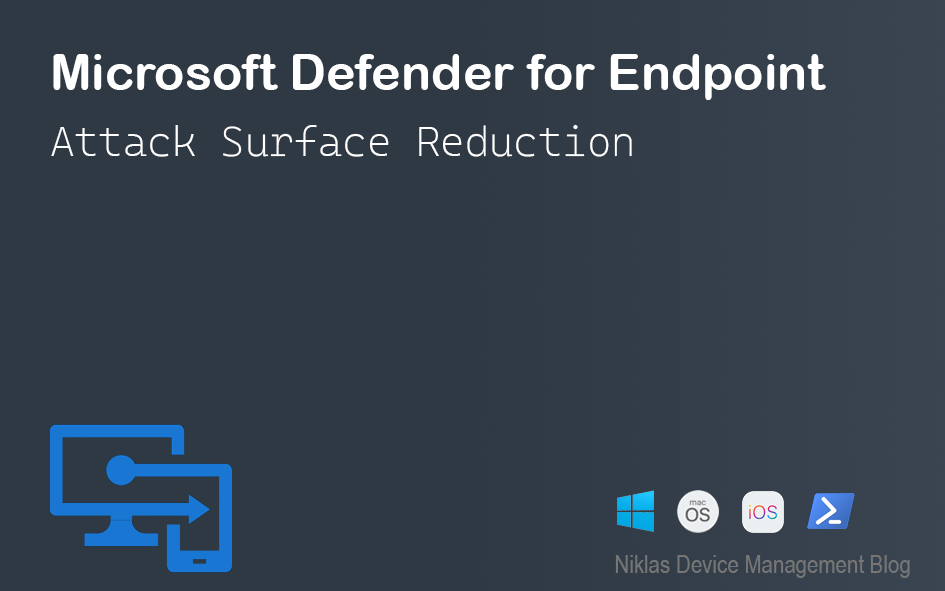 Microsoft Defender for Endpoint
Attack Surface Reduction
mac
OS
iOS
Niklas Device Management Blog